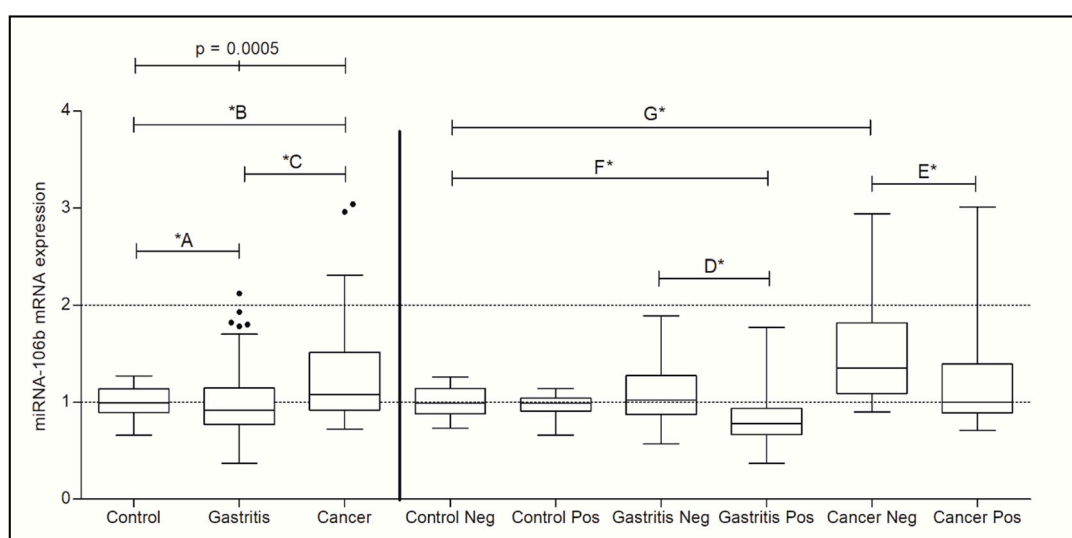 p = 0.0005
*B
*C
*A
G*
F*
E*
D*
miRNA-106b mRNA expression
4
3
2
1
0
Control Gastritis Cancer Control Neg Control Pos Gastritis Neg Gastritis Pos Cancer Neg Cancer Pos